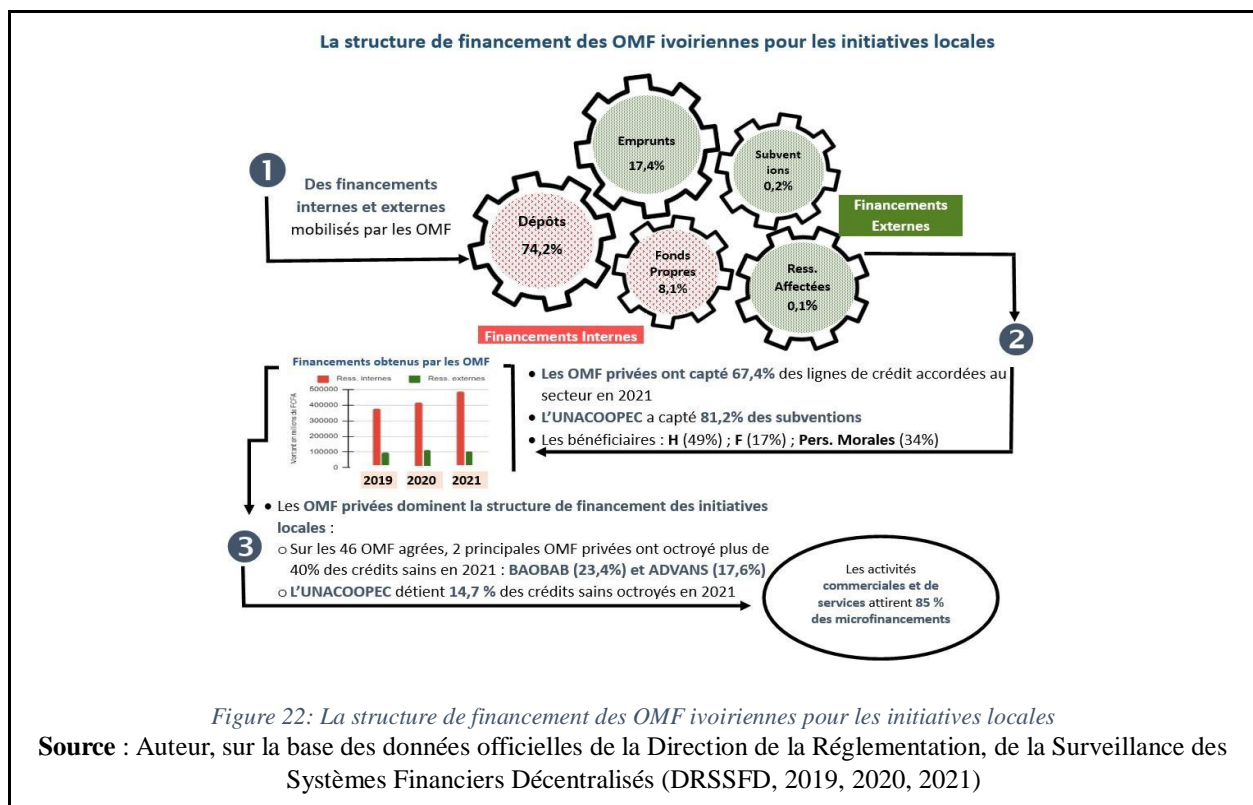 La structure de financement des OMF ivoiriennes pour les initiatives locales
1
Des financements
internes et externes
mobilisés par les OMF
Emprunts
17,4%
Subvent
ions
0,2%
Dépôts
74,2%
Fonds
Propres
8,1%
Ress.
Affectées
0,1%
Financements
Externes
Financements Internes
2
Financements obtenus par les OMF
Ress. internes Ress. externes
Montant en millions de FCFA
500000
400000
300000
200000
100000
0
2019 2020 2021
• Les OMF privées ont capté 67,4% des lignes de crédit accordées au
secteur en 2021
• L'UNACOOPEC a capté 81,2% des subventions
• Les bénéficiaires : H (49%) ; F (17%) ; Pers. Morales (34%)
3
• Les OMF privées dominent la structure de financement des initiatives
locales :
o Sur les 46 OMF agrées, 2 principales OMF privées ont octroyé plus de
40% des crédits sains en 2021 : BAOBAB (23,4%) et ADVANS (17,6%)
o L'UNACOOPEC détient 14,7 % des crédits sains octroyés en 2021
Les activités
commerciales et de
services attirent 85 %
des microfinancements
Figure 22: La structure de financement des OMF ivoiriennes pour les initiatives locales
Source : Auteur, sur la base des données officielles de la Direction de la Réglementation, de la Surveillance des
Systèmes Financiers Décentralisés (DRSSFD, 2019, 2020, 2021)